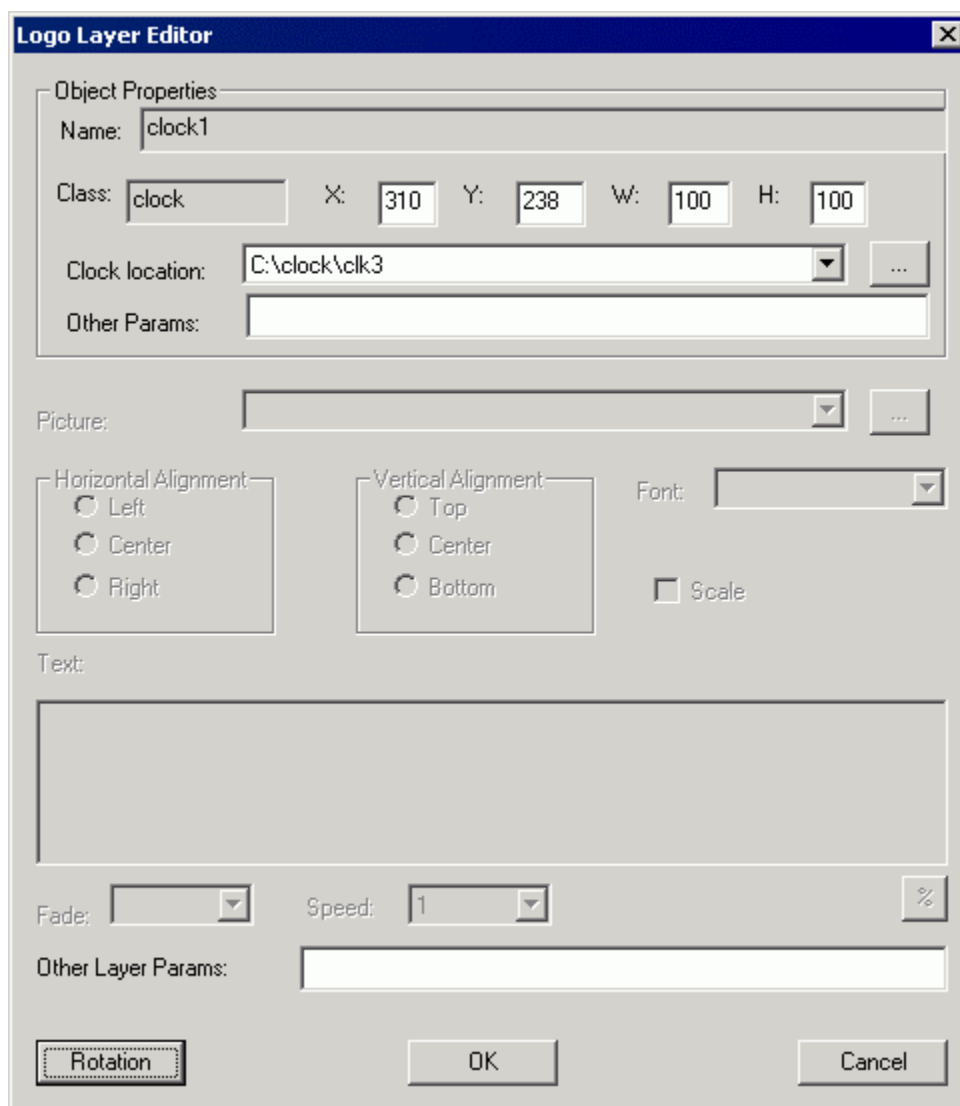 Logo Layer Editor
Object Properties
Name: clock1
Class: clock X: 310 Y: 238 W: 100 H: 100
Clock location: C:\clock\clk3 ...
Other Params:
Picture: ...
Horizontal Alignment Vertical Alignment Font:
Left Top
Center Center
Right Bottom Scale
Text:
Fade: Speed: 1 %
Other Layer Params:
Rotation OK Cancel